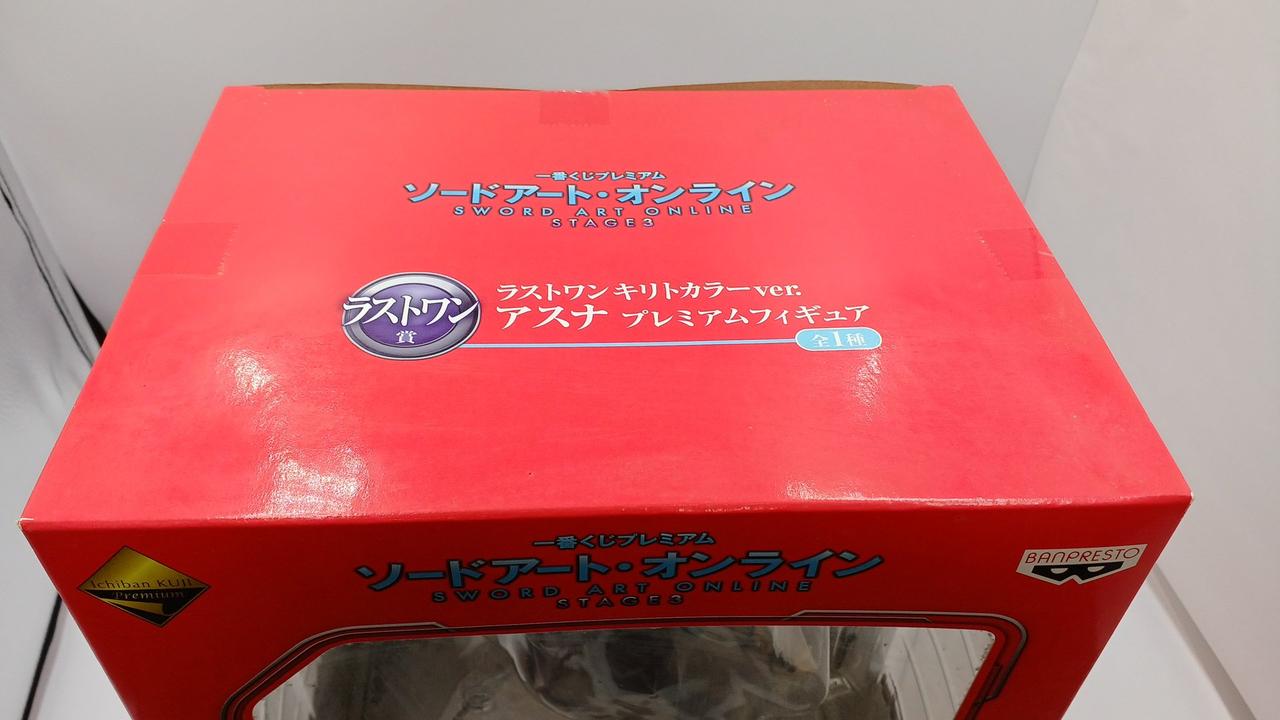 一番くじプレミアム
ソードアート・オンライン
SWORD ART ONLINE
STAGE3
ラストワン
賞
ラストワン キリトカラーver.
アスナ プレミアムフィギュア
全1種
一番くじプレミアム
ソードアート・オンライン
SWORD ART ONLINE
STAGE3
Ichiban KUJI
Premium
BANPRESTO